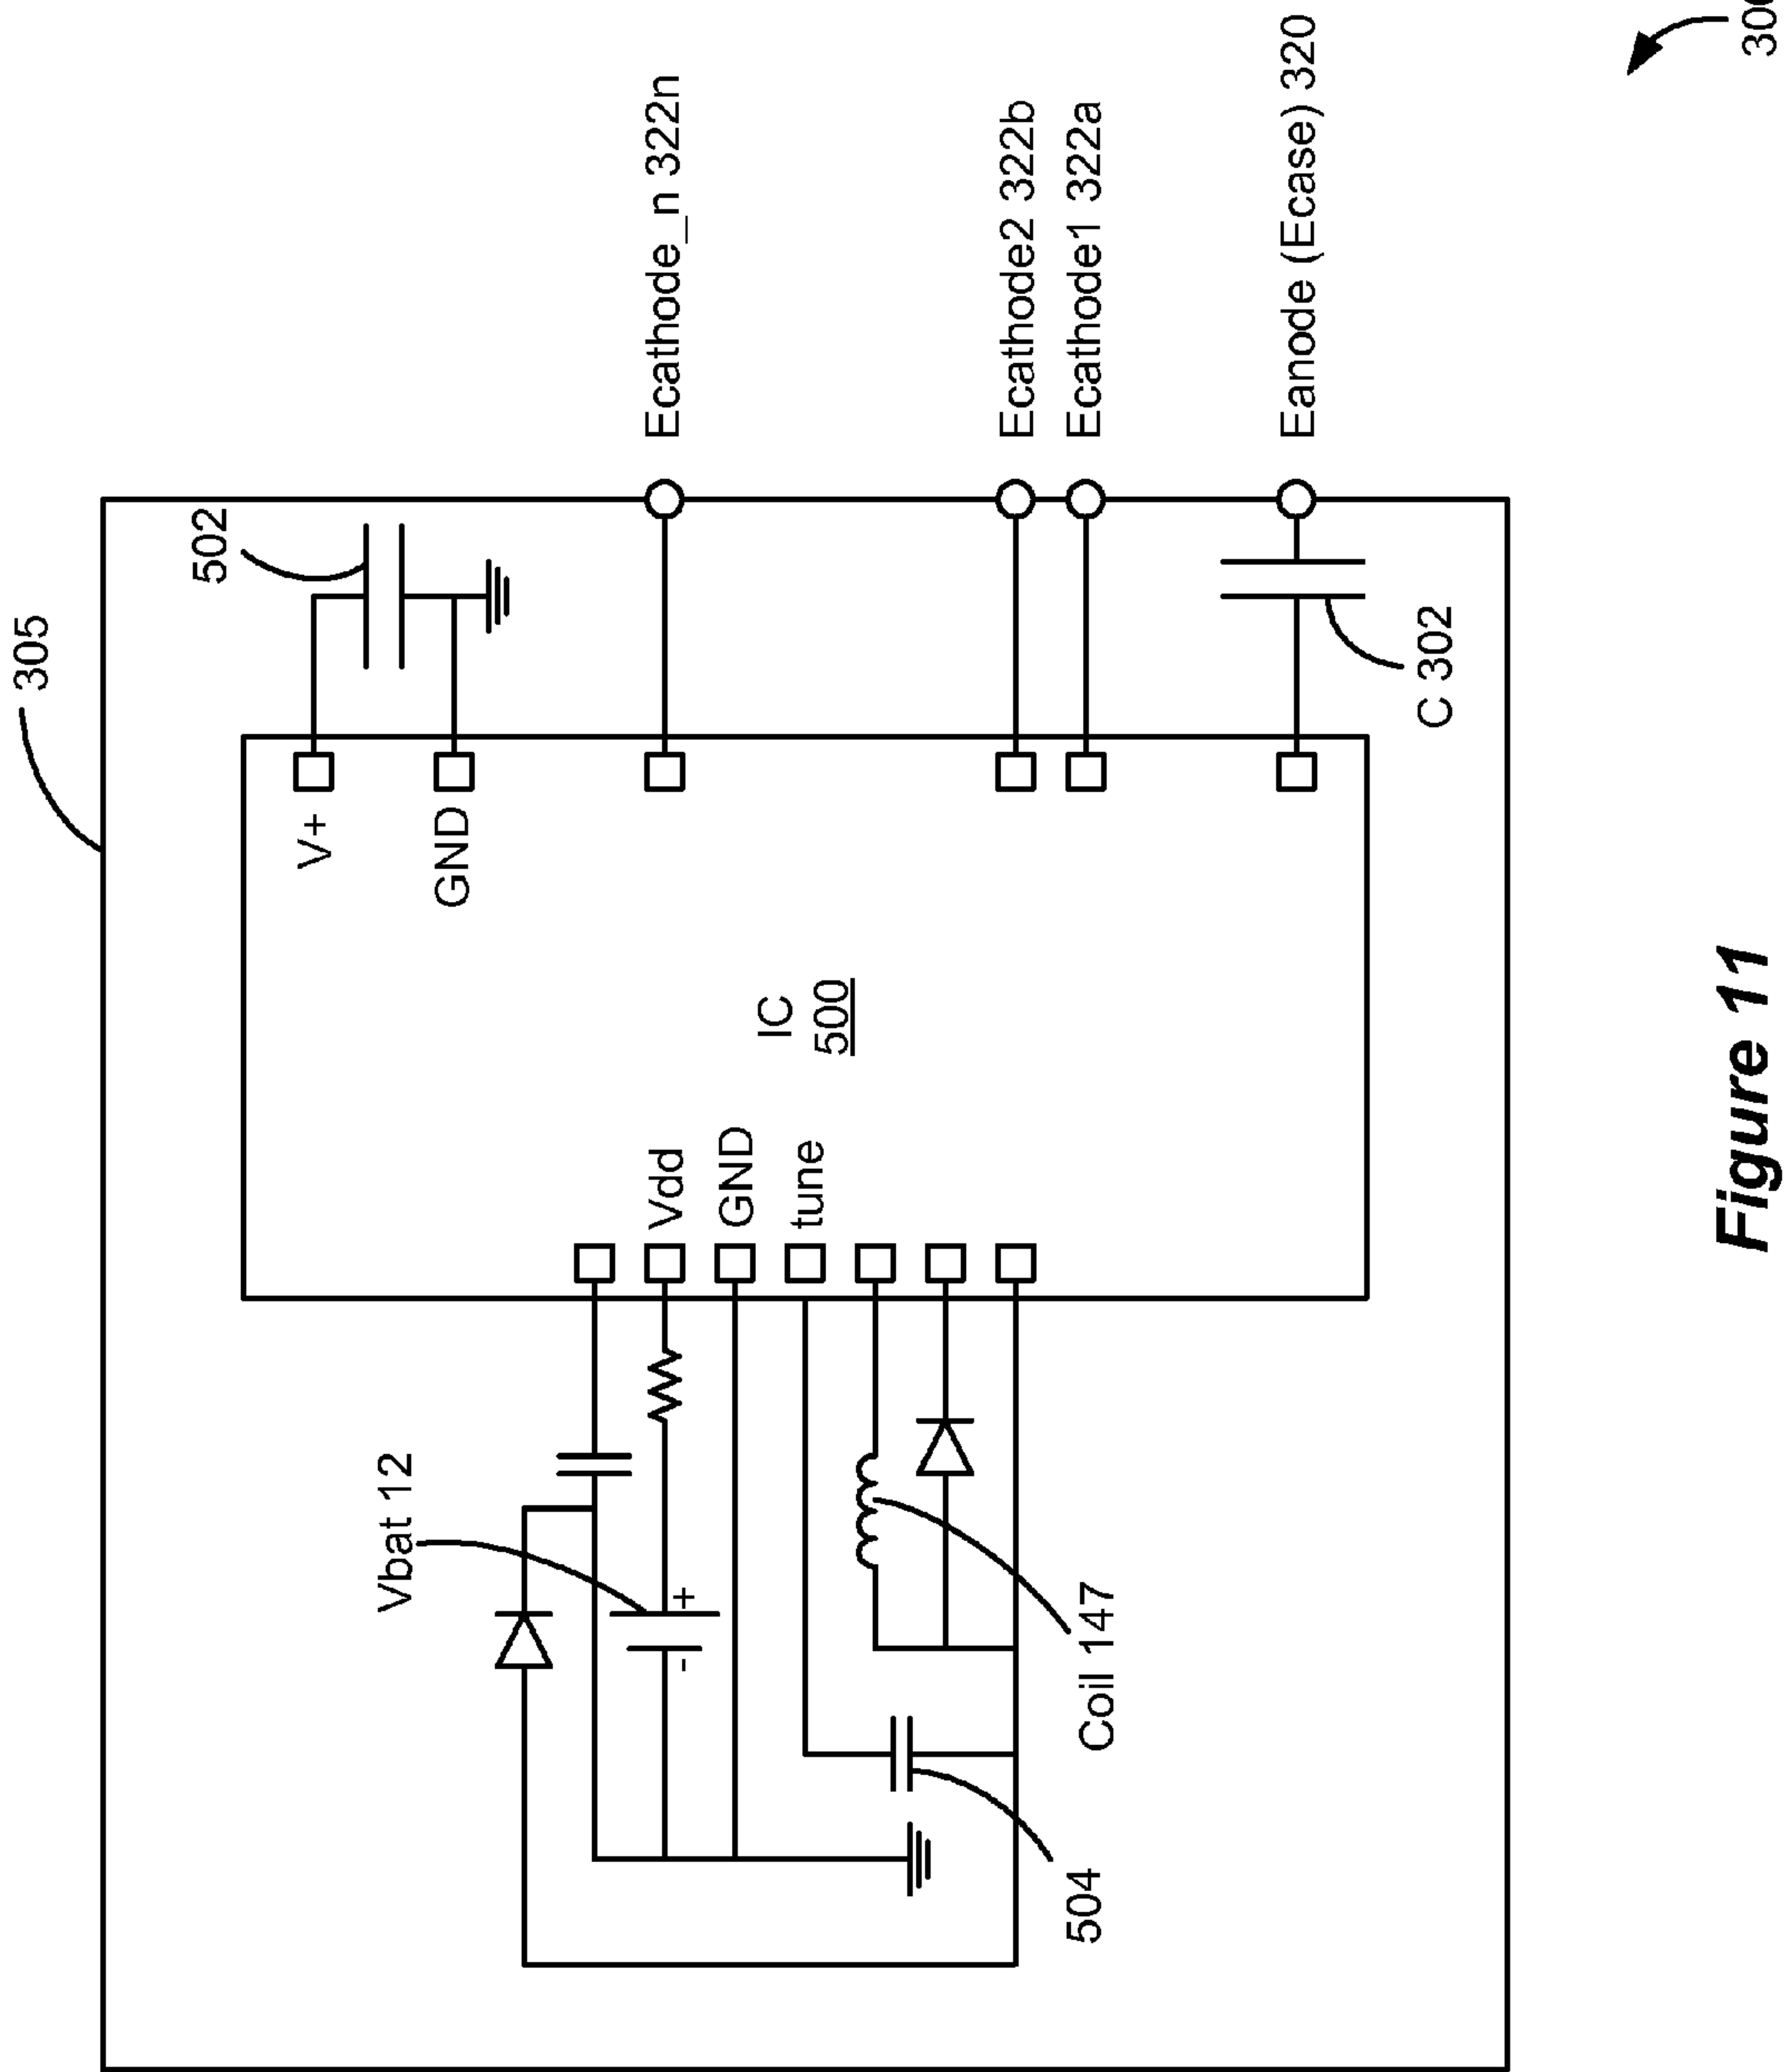 305
502
V+
GND
Ecathode_n 322n
Ecathode2 322b
Ecathode1 322a
Eanode (Ecase) 320
C 302
IC
500
Vdd
GND
tune
Vbat 12
+
-
Coil 147
504
300
Figure 11